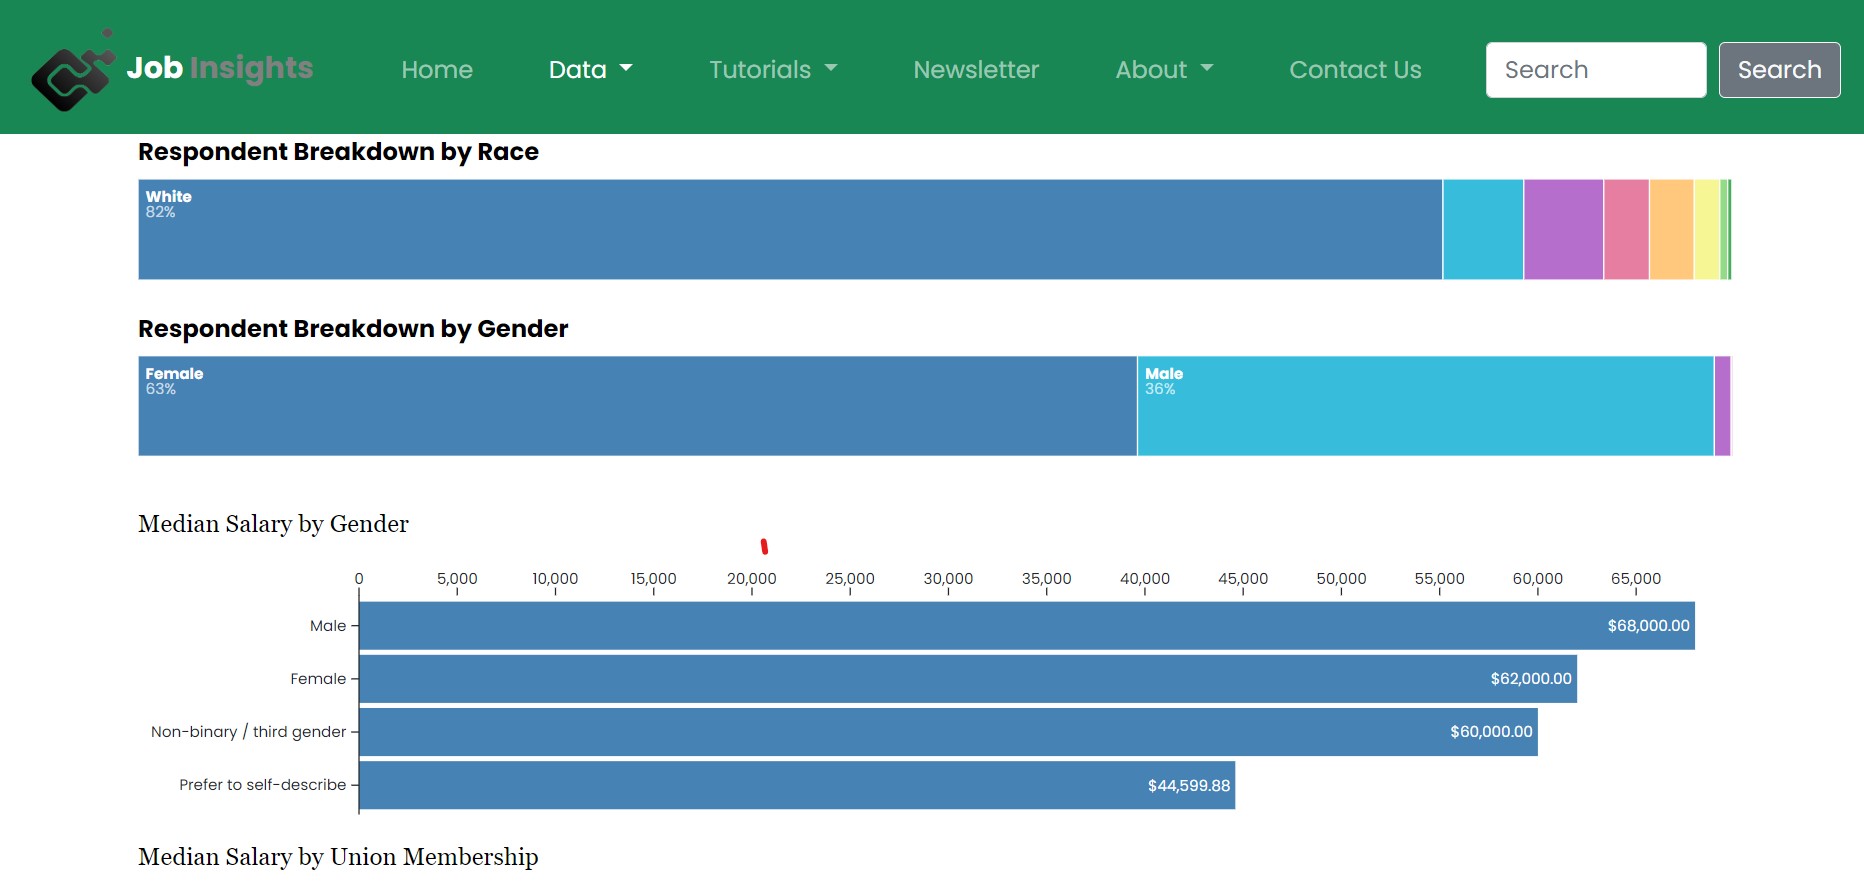 Job Insights Home Data Tutorials Newsletter About Contact Us Search Search
Respondent Breakdown by Race
White
82%
Respondent Breakdown by Gender
Female
63%
Male
36%
Median Salary by Gender
0 5,000 10,000 15,000 20,000 25,000 30,000 35,000 40,000 45,000 50,000 55,000 60,000 65,000
Male $68,000.00
Female $62,000.00
Non-binary / third gender $60,000.00
Prefer to self-describe $44,599.88
Median Salary by Union Membership